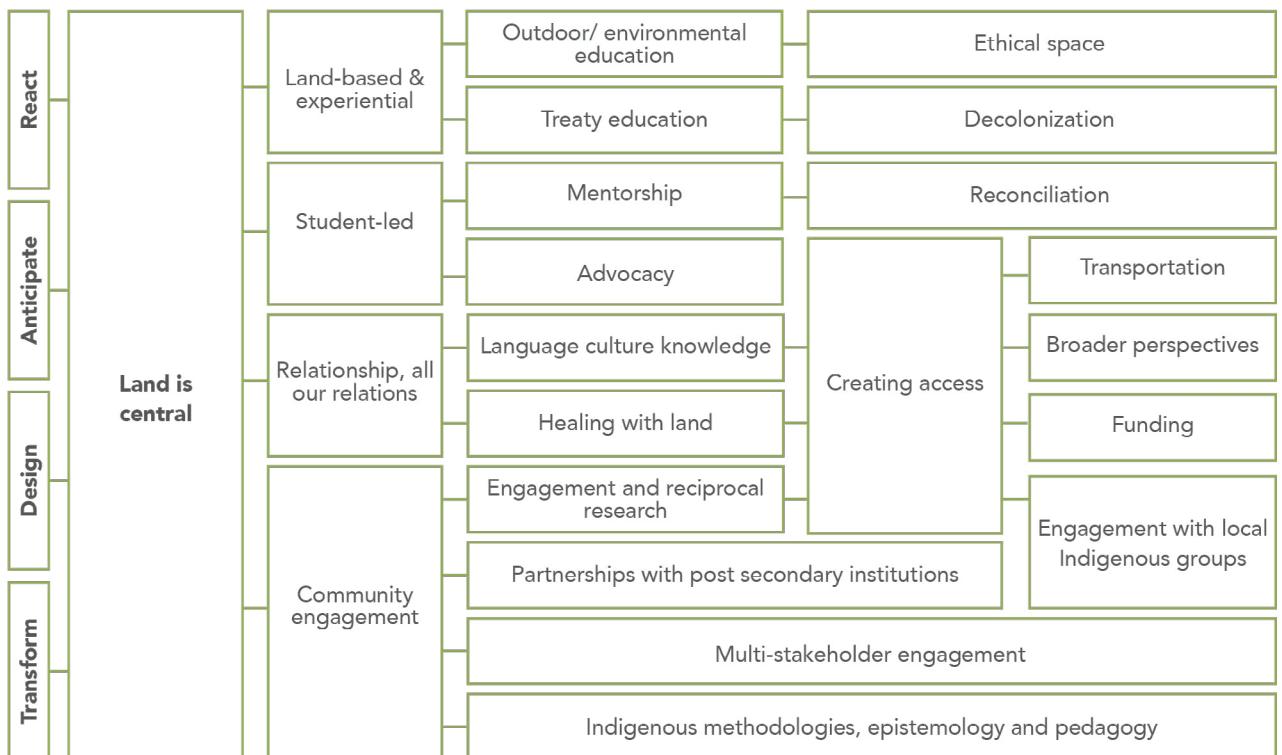 React
Anticipate
Design
Transform
Land is
central
Land-based &
experiential
Outdoor/ environmental
education
Ethical space
Treaty education
Decolonization
Student-led
Mentorship
Reconciliation
Advocacy
Relationship, all
our relations
Language culture knowledge
Healing with land
Creating access
Transportation
Broader perspectives
Funding
Engagement with local
Indigenous groups
Community
engagement
Engagement and reciprocal
research
Partnerships with post secondary institutions
Multi-stakeholder engagement
Indigenous methodologies, epistemology and pedagogy